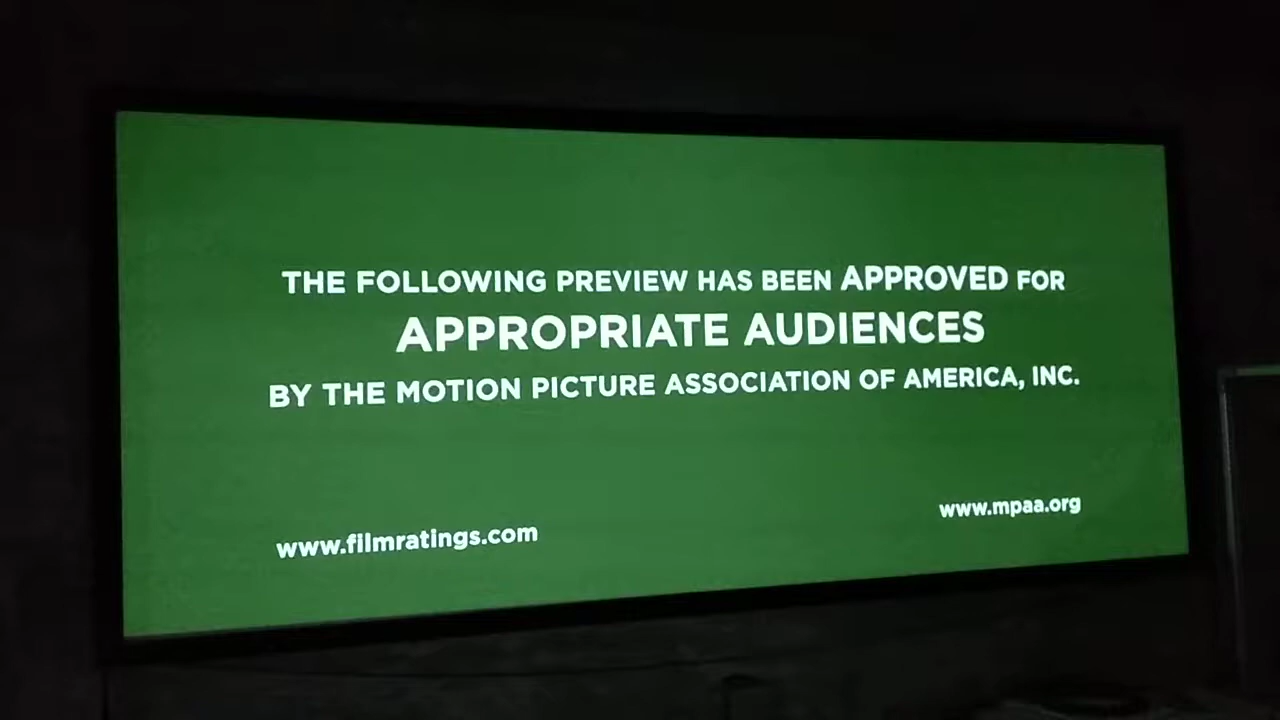 THE FOLLOWING PREVIEW HAS BEEN APPROVED FOR
APPROPRIATE AUDIENCES
BY THE MOTION PICTURE ASSOCIATION OF AMERICA, INC.
www.filmratings.com
www.mpaa.org